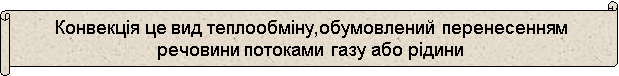 Конвекція це вид теплообміну,обумовлений перенесенням
речовини потоками газу або рідини